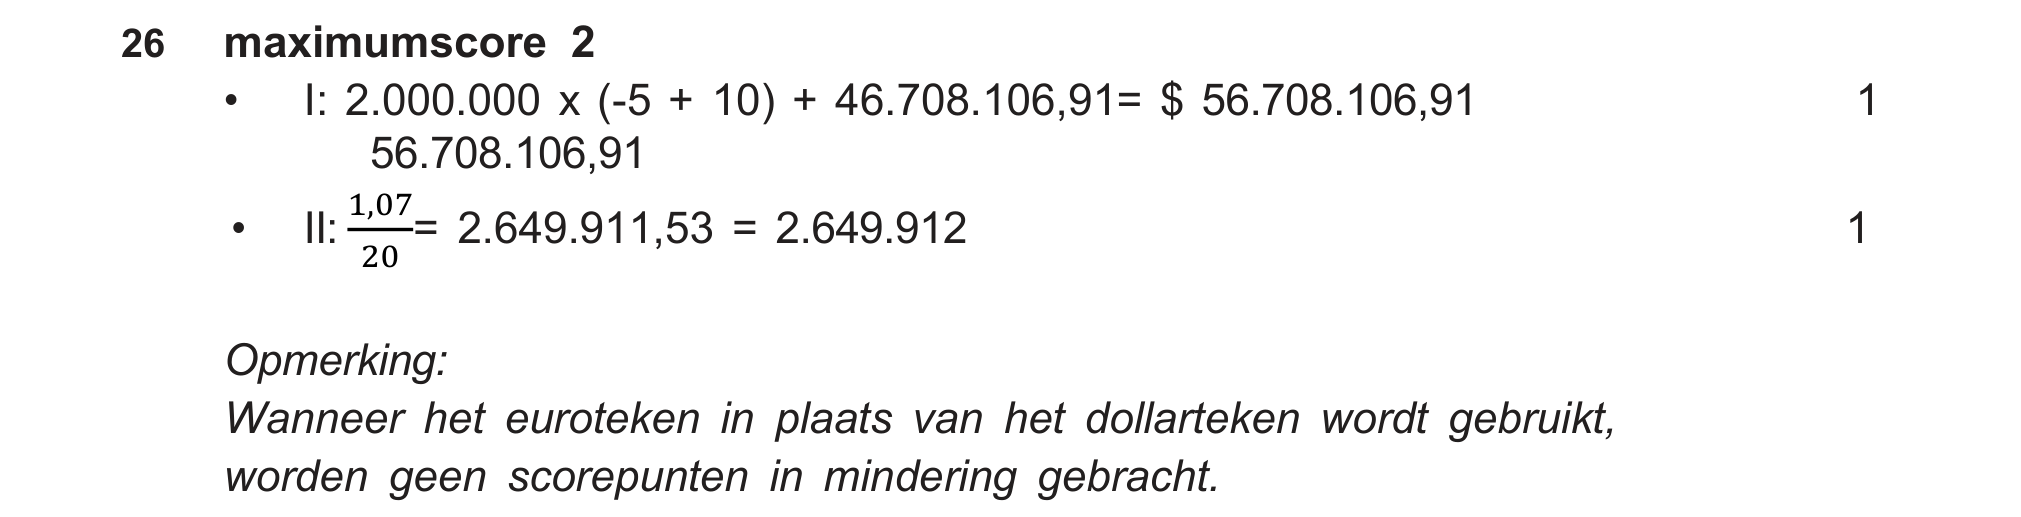 26 maximumscore 2
• I: 2.000.000 x (-5 + 10) + 46.708.106,91= $ 56.708.106,91 1
56.708.106,91
1,07
• II: = 2.649.911,53 = 2.649.912 1
20
Opmerking:
Wanneer het euroteken in plaats van het dollarteken wordt gebruikt,
worden geen scorepunten in mindering gebracht.